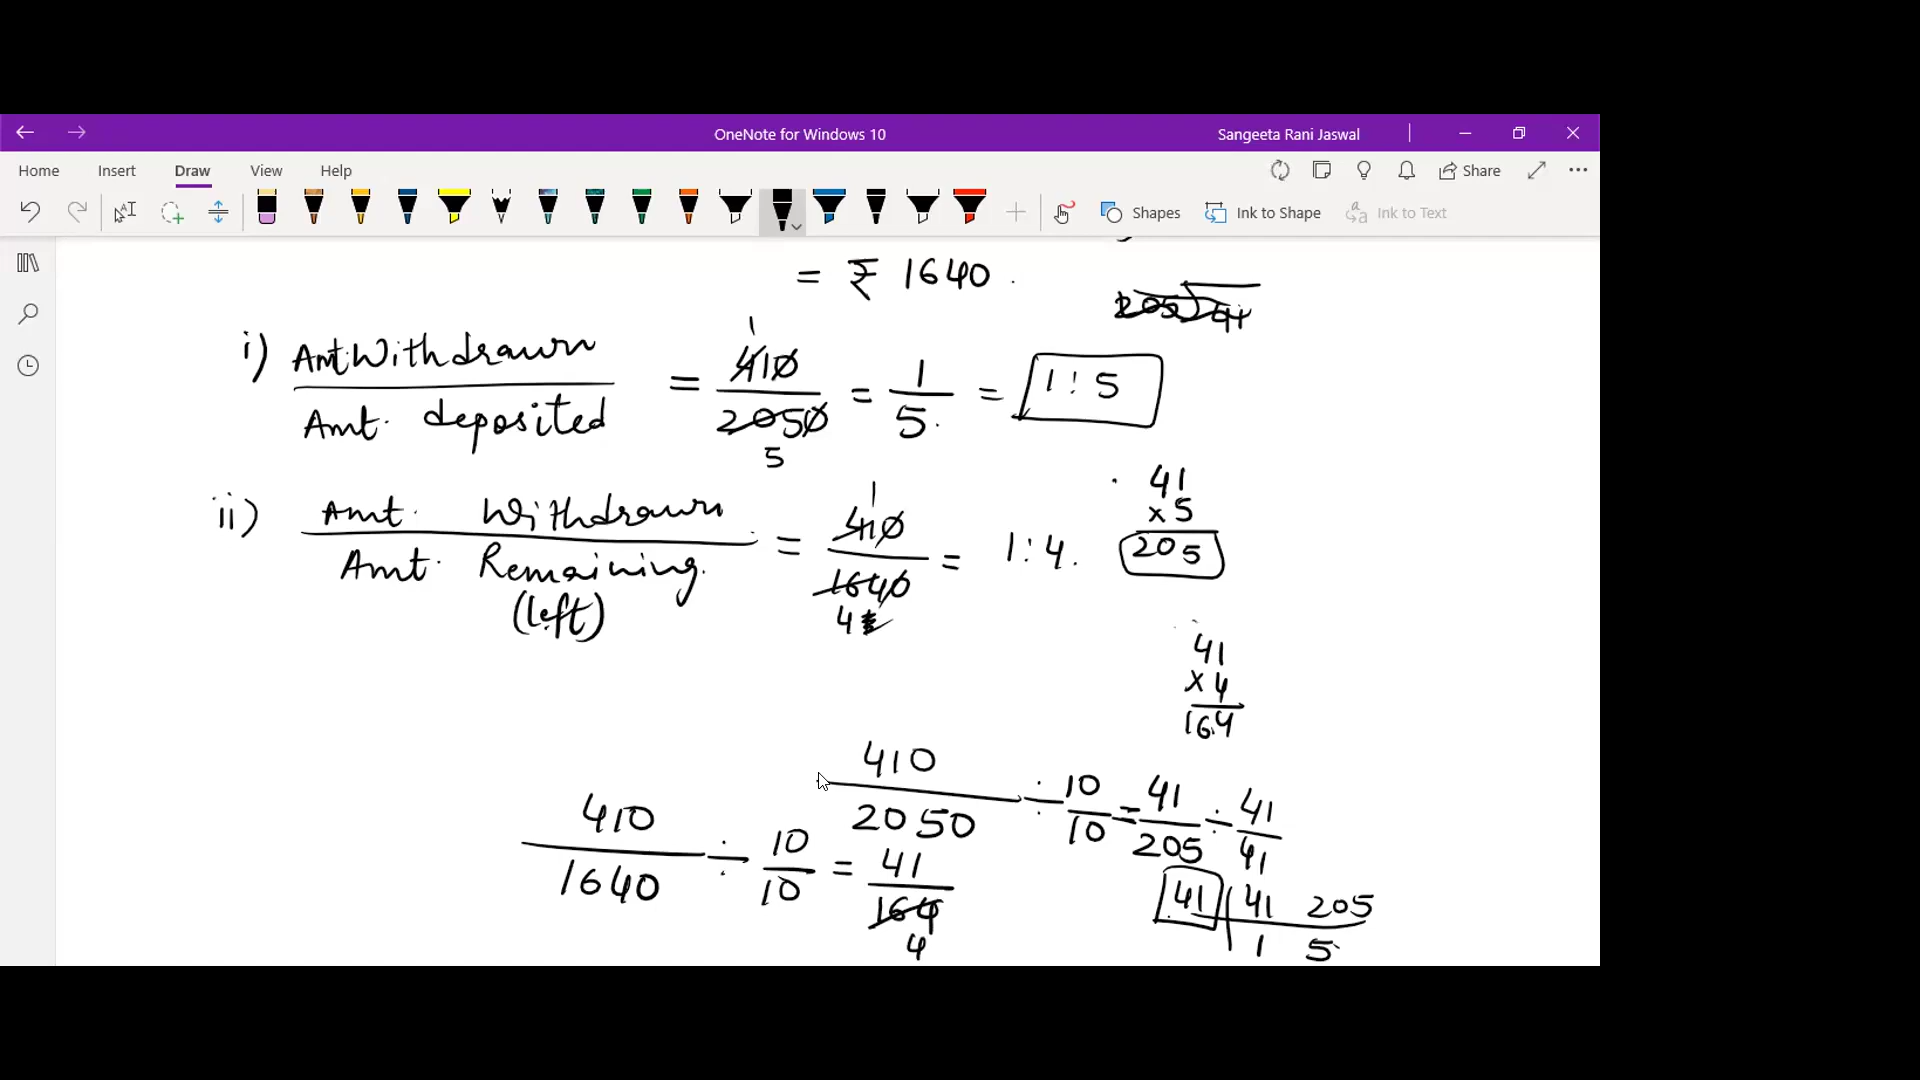 OneNote for Windows 10
Sangeeta Rani Jaswal
Home Insert Draw View Help
Share
Shapes
Ink to Shape
Ink to Text
= ₹ 1640.
i) Amt Withdrawn / Amt. deposited = 410 / 2050 = 1 / 5. = 1 : 5
1
5
ii) Amt. Withdrawn / Amt. Remaining. (left) = 410 / 1640 = 1 : 4.
1
4
41
x 5
205
41
x 4
164
410 / 2050 ÷ 10 / 10 = 41 / 205 ÷ 41 / 41
410 / 1640 ÷ 10 / 10 = 41 / 164
4
41 | 41 205
1 5